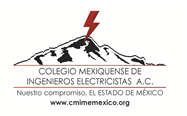 COLEGIO MEXIQUENSE DE
INGENIEROS ELECTRICISTAS A.C.
Nuestro compromiso, EL ESTADO DE MÉXICO
www.cmimemexico.org